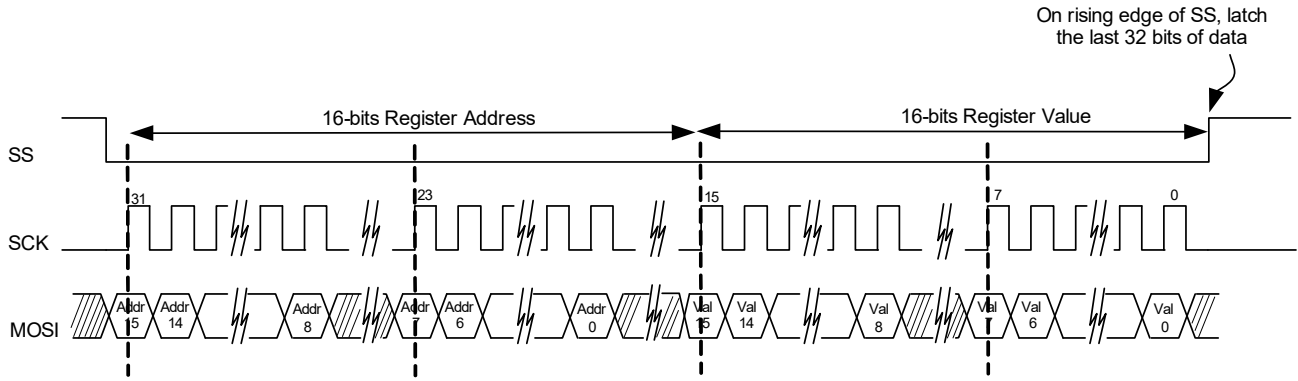 On rising edge of SS, latch
the last 32 bits of data
16-bits Register Address
16-bits Register Value
SS
31
23
15
7
0
SCK
MOSI
Addr
15
Addr
14
Addr
8
Addr
7
Addr
6
Addr
0
Val
15
Val
14
Val
8
Val
7
Val
6
Val
0